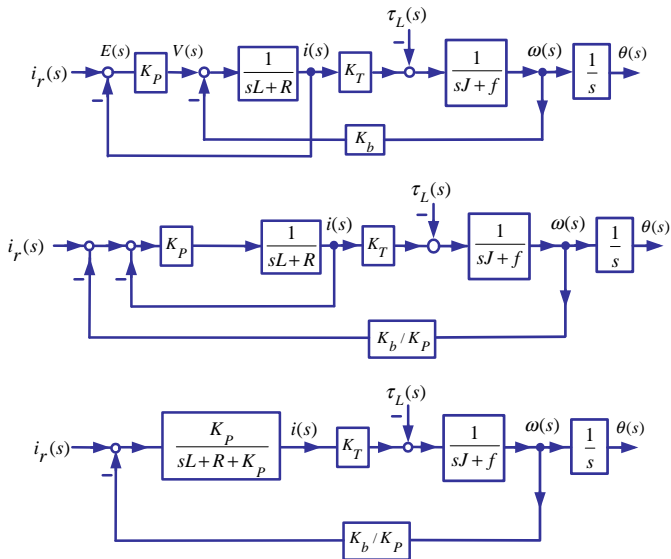 τ_L(s)
i_r(s) E(s) K_P V(s) 1/(sL+R) i(s) K_T 1/(sJ+f) ω(s) 1/s θ(s)
K_b
τ_L(s)
i_r(s) K_P 1/(sL+R) i(s) K_T 1/(sJ+f) ω(s) 1/s θ(s)
K_b / K_P
τ_L(s)
i_r(s) K_P/(sL+R+K_P) i(s) K_T 1/(sJ+f) ω(s) 1/s θ(s)
K_b / K_P